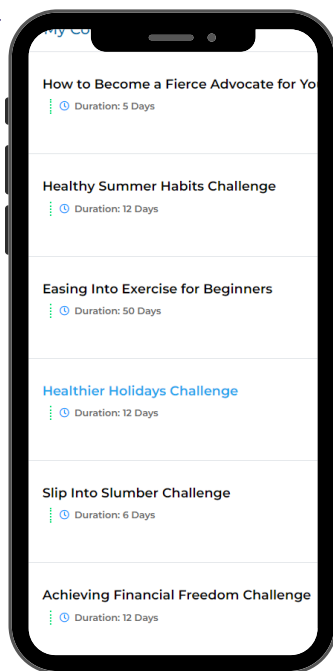 My Co
How to Become a Fierce Advocate for Yo
Duration: 5 Days
Healthy Summer Habits Challenge
Duration: 12 Days
Easing Into Exercise for Beginners
Duration: 50 Days
Healthier Holidays Challenge
Duration: 12 Days
Slip Into Slumber Challenge
Duration: 6 Days
Achieving Financial Freedom Challenge
Duration: 12 Days